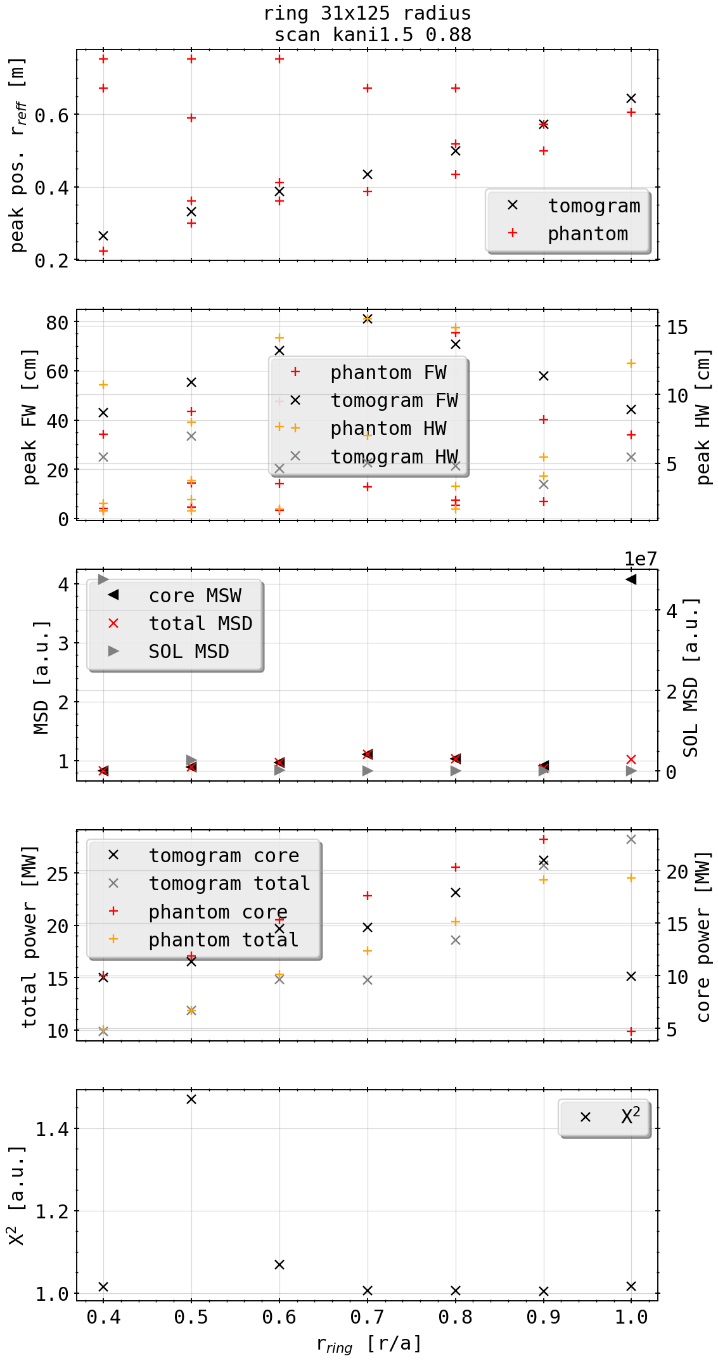 ring 31x125 radius
scan kani1.5 0.88
peak pos. r_reff [m]
0.6
0.4
0.2
tomogram
phantom
peak FW [cm]
80
60
40
20
0
phantom FW
tomogram FW
phantom HW
tomogram HW
15
10
5
peak HW [cm]
1e7
MSD [a.u.]
4
3
2
1
core MSW
total MSD
SOL MSD
4
2
0
SOL MSD [a.u.]
total power [MW]
25
20
15
10
tomogram core
tomogram total
phantom core
phantom total
20
15
10
5
core power [MW]
X² [a.u.]
1.4
1.2
1.0
X²
0.4 0.5 0.6 0.7 0.8 0.9 1.0
r_ring [r/a]